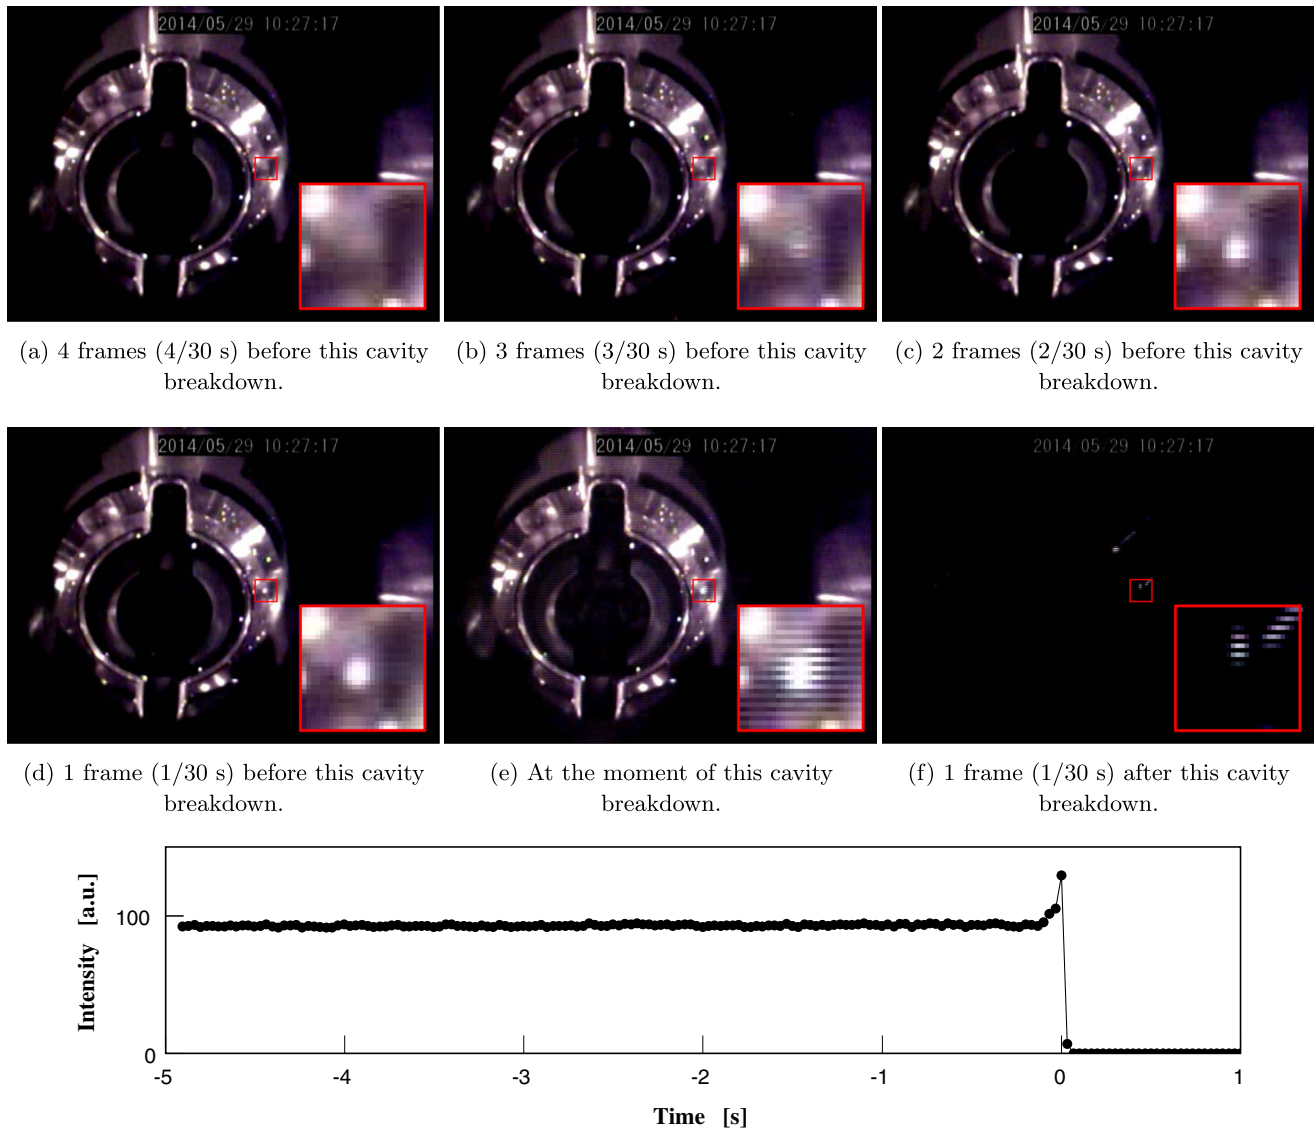 2014/05/29 10:27:17
2014/05/29 10:27:17
2014/05/29 10:27:17
(a) 4 frames (4/30 s) before this cavity
breakdown.
(b) 3 frames (3/30 s) before this cavity
breakdown.
(c) 2 frames (2/30 s) before this cavity
breakdown.
2014/05/29 10:27:17
2014/05/29 10:27:17
2014 05/29 10:27:17
(d) 1 frame (1/30 s) before this cavity
breakdown.
(e) At the moment of this cavity
breakdown.
(f) 1 frame (1/30 s) after this cavity
breakdown.
Intensity [a.u.]
100
0
-5 -4 -3 -2 -1 0 1
Time [s]